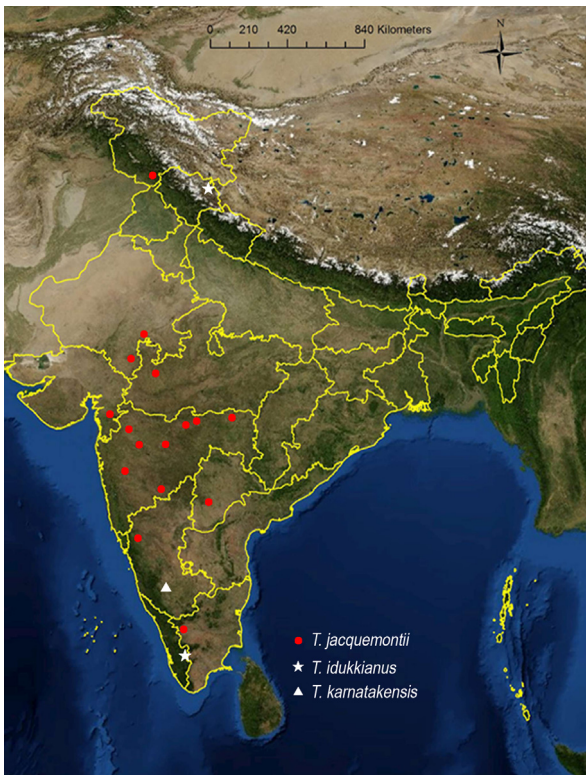 N
0 210 420 840 Kilometers
T. jacquemontii
T. idukkianus
T. karnatakensis